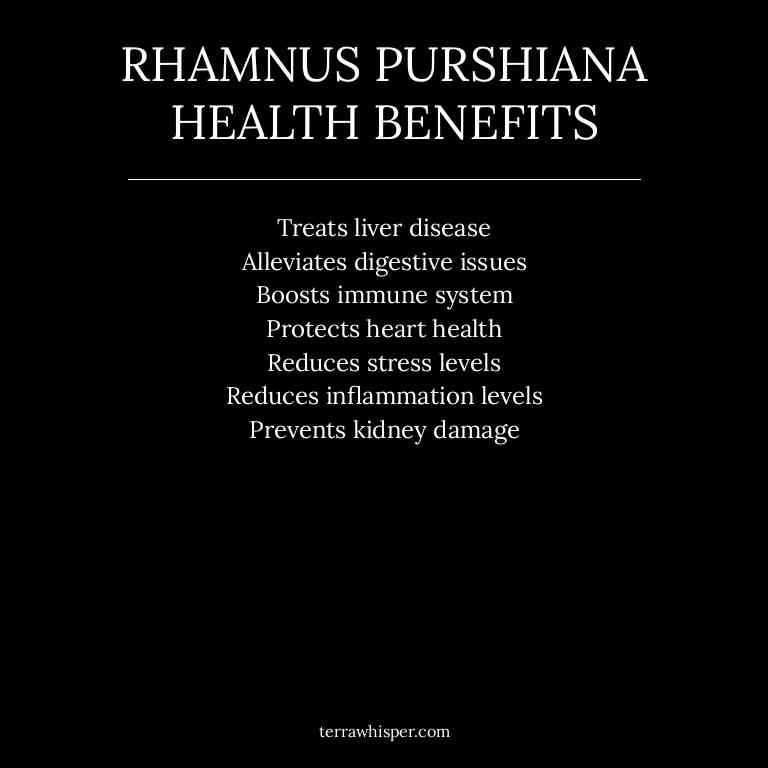 RHAMNUS PURSHIANA
HEALTH BENEFITS
Treats liver disease
Alleviates digestive issues
Boosts immune system
Protects heart health
Reduces stress levels
Reduces inflammation levels
Prevents kidney damage
terrawhisper.com